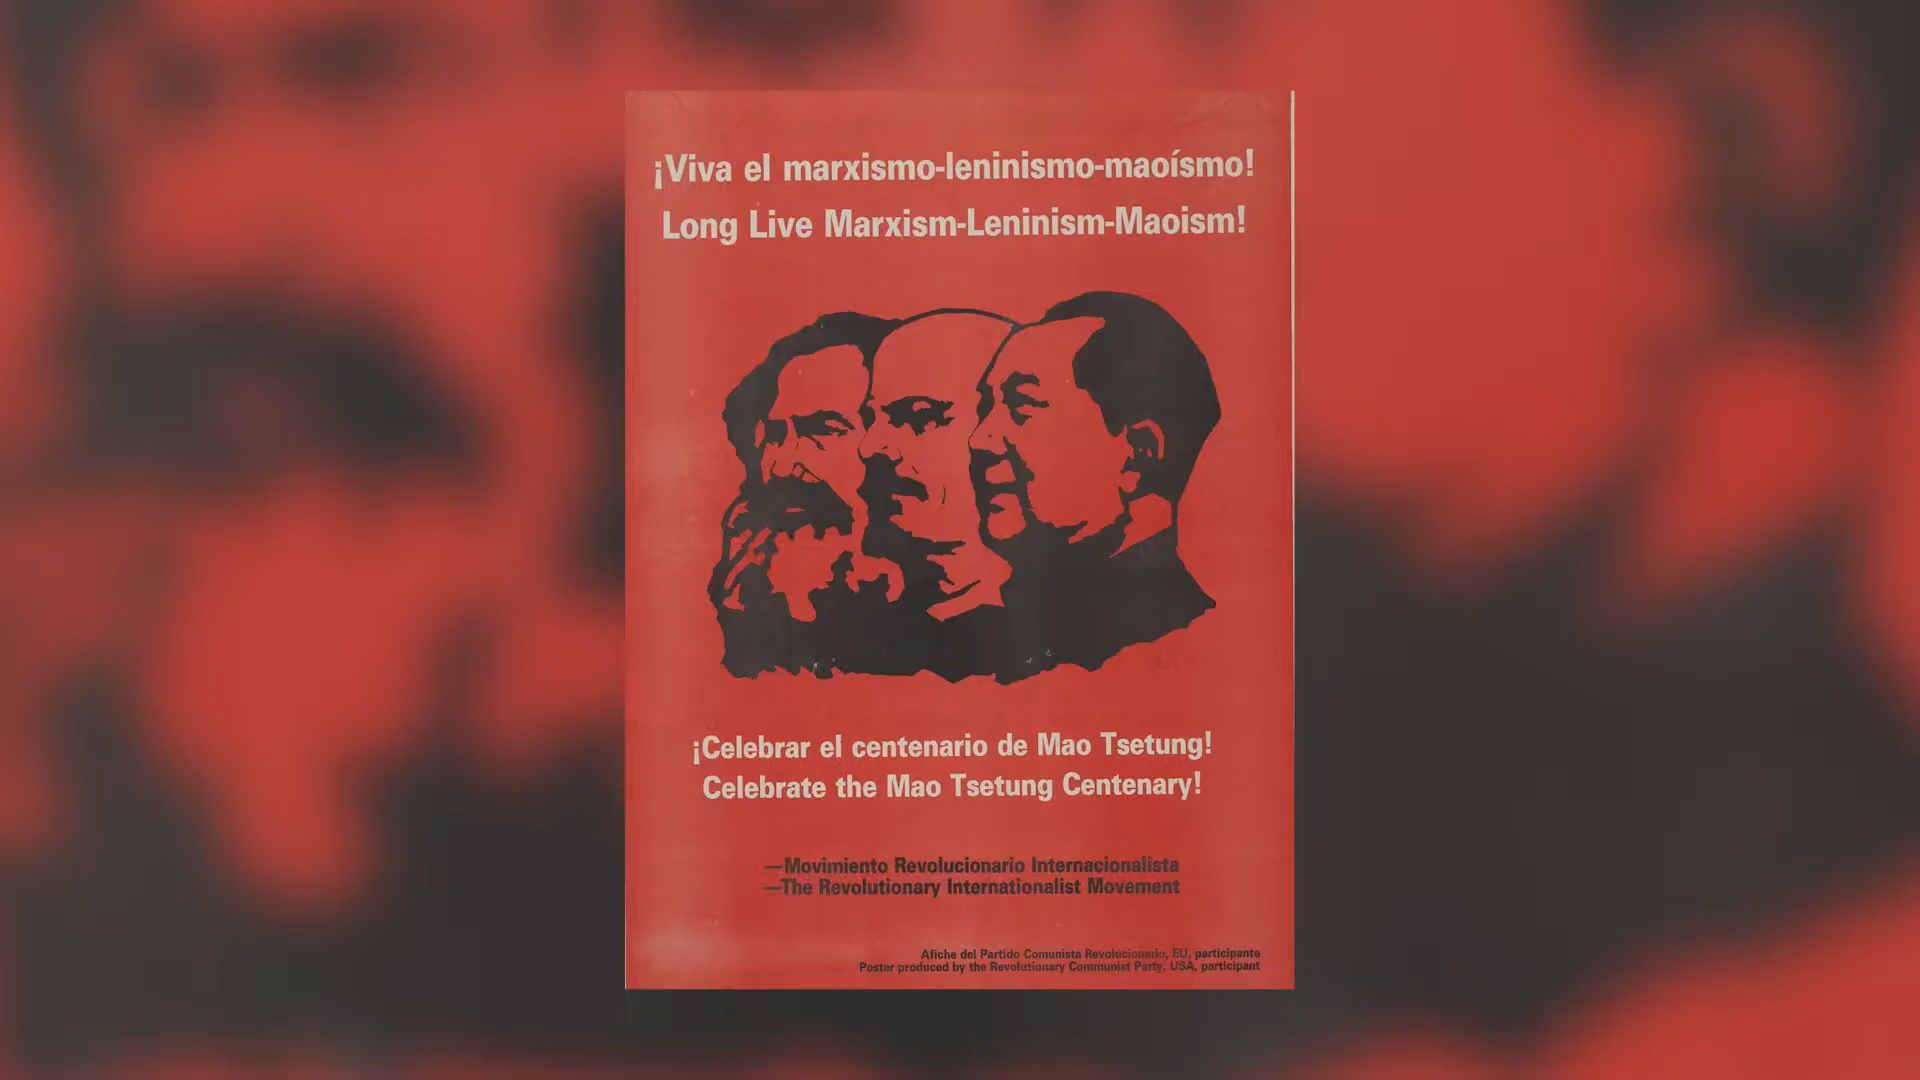 ¡Viva el marxismo-leninismo-maoísmo!
Long Live Marxism-Leninism-Maoism!
¡Celebrar el centenario de Mao Tsetung!
Celebrate the Mao Tsetung Centenary!
—Movimiento Revolucionario Internacionalista
—The Revolutionary Internationalist Movement
Afiche del Partido Comunista Revolucionario, EU, participante
Poster produced by the Revolutionary Communist Party, USA, participant